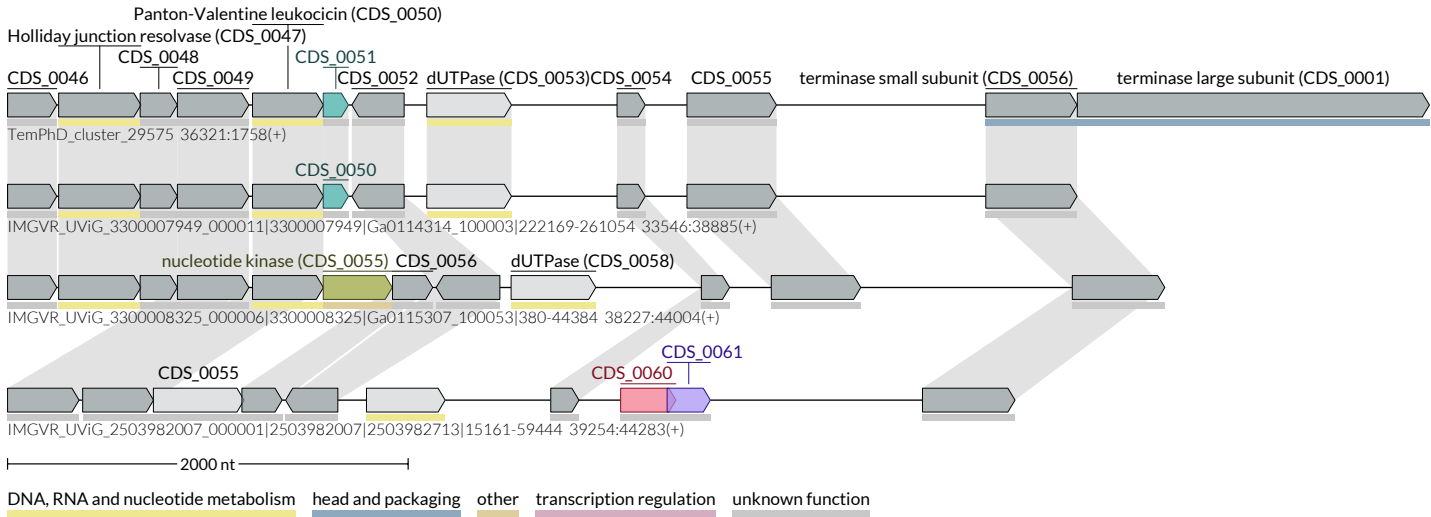 Panton-Valentine leukocicin (CDS_0050)
Holliday junction resolvase (CDS_0047)
CDS_0048 CDS_0051
CDS_0046 CDS_0049 CDS_0052 dUTPase (CDS_0053) CDS_0054 CDS_0055 terminase small subunit (CDS_0056) terminase large subunit (CDS_0001)
TemPhD_cluster_29575 36321:1758(+)
CDS_0050
IMGVR_UViG_3300007949_000011|3300007949|Ga0114314_100003|222169-261054 33546:38885(+)
nucleotide kinase (CDS_0055) CDS_0056 dUTPase (CDS_0058)
IMGVR_UViG_3300008325_000006|3300008325|Ga0115307_100053|380-44384 38227:44004(+)
CDS_0061
CDS_0055 CDS_0060
IMGVR_UViG_2503982007_000001|2503982007|2503982713|15161-59444 39254:44283(+)
2000 nt
DNA, RNA and nucleotide metabolism head and packaging other transcription regulation unknown function